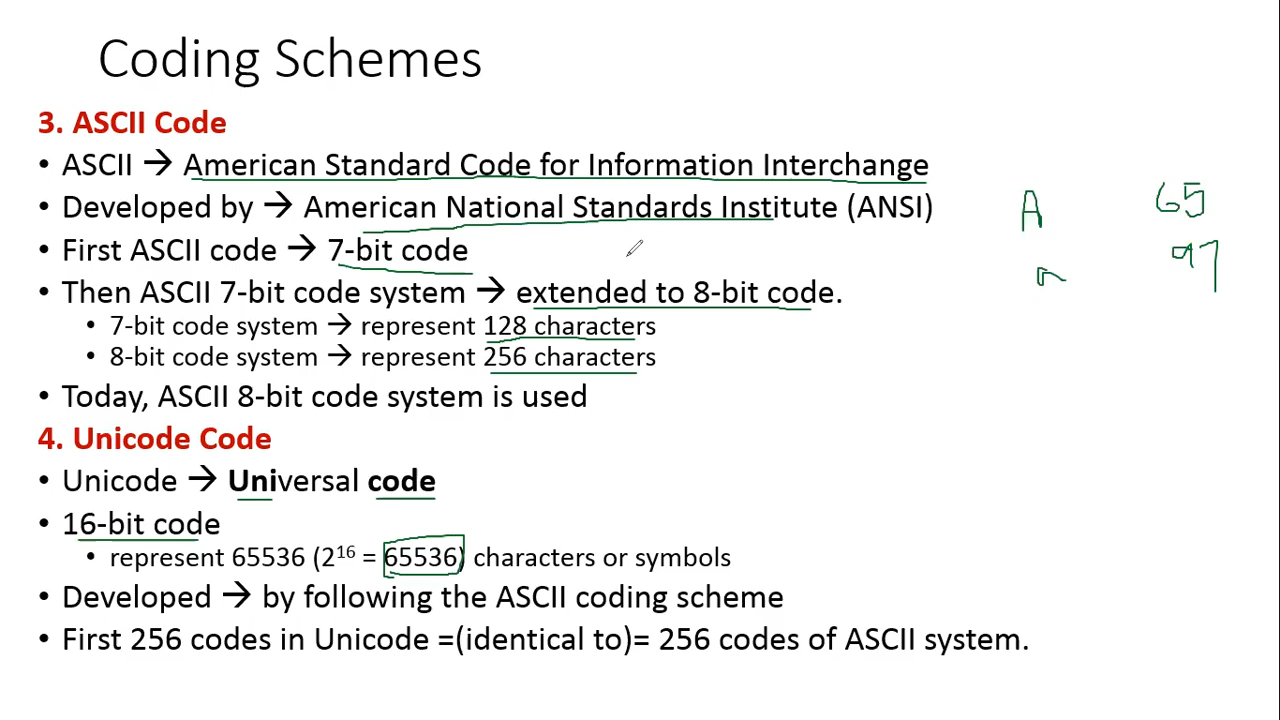 Coding Schemes
3. ASCII Code
• ASCII → American Standard Code for Information Interchange
• Developed by → American National Standards Institute (ANSI)
A 65
• First ASCII code → 7-bit code
a 97
• Then ASCII 7-bit code system → extended to 8-bit code.
• 7-bit code system → represent 128 characters
• 8-bit code system → represent 256 characters
• Today, ASCII 8-bit code system is used
4. Unicode Code
• Unicode → Universal code
• 16-bit code
• represent 65536 (2¹⁶ = 65536) characters or symbols
• Developed → by following the ASCII coding scheme
• First 256 codes in Unicode =(identical to)= 256 codes of ASCII system.